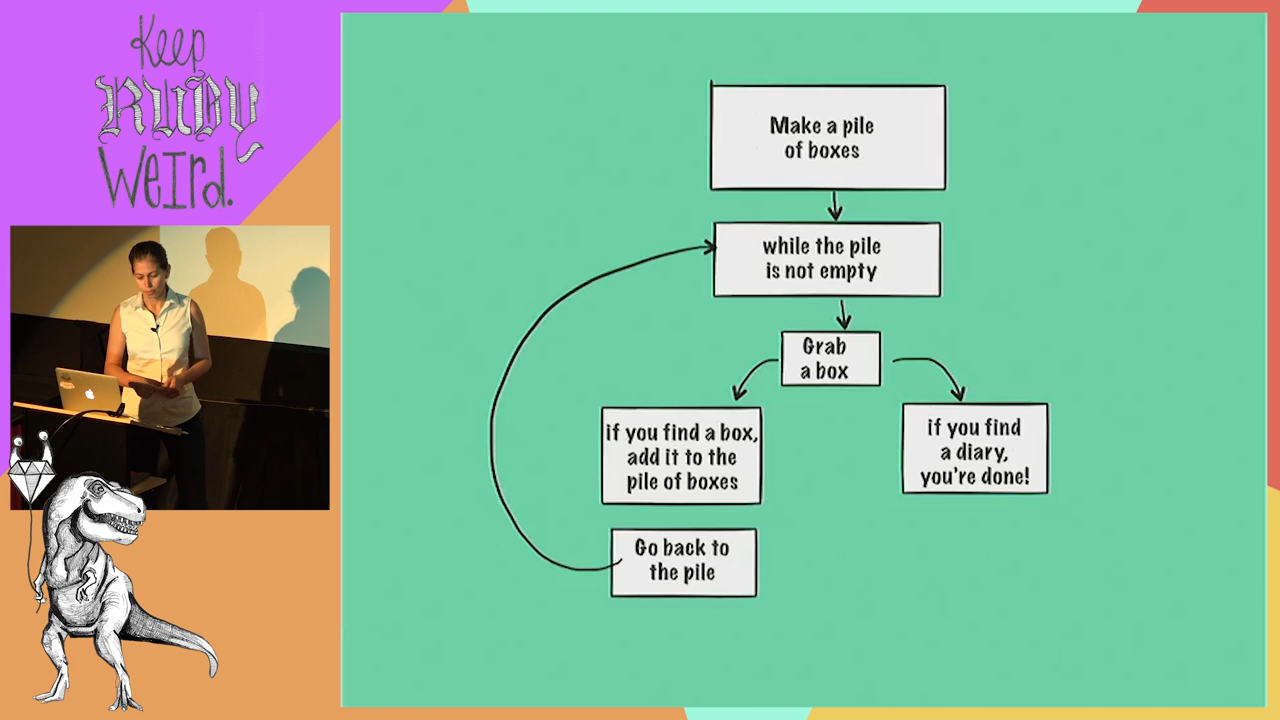 Keep
RUBY
WeIrd.
Make a pile
of boxes
while the pile
is not empty
Grab
a box
if you find a box,
add it to the
pile of boxes
if you find
a diary,
you're done!
Go back to
the pile